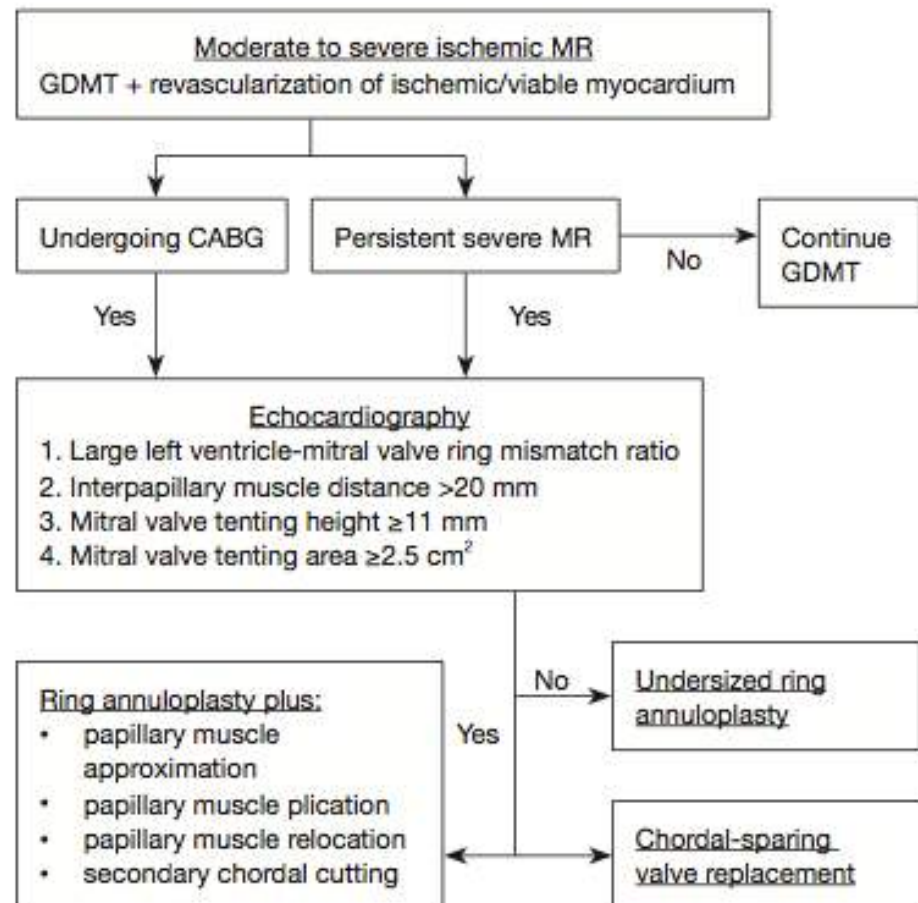 Moderate to severe ischemic MR
GDMT + revascularization of ischemic/viable myocardium
Undergoing CABG
Persistent severe MR
No
Continue
GDMT
Yes
Yes
Echocardiography
1. Large left ventricle-mitral valve ring mismatch ratio
2. Interpapillary muscle distance >20 mm
3. Mitral valve tenting height ≥11 mm
4. Mitral valve tenting area ≥2.5 cm²
No
Undersized ring
annuloplasty
Yes
Ring annuloplasty plus:
• papillary muscle
approximation
• papillary muscle plication
• papillary muscle relocation
• secondary chordal cutting
Chordal-sparing
valve replacement